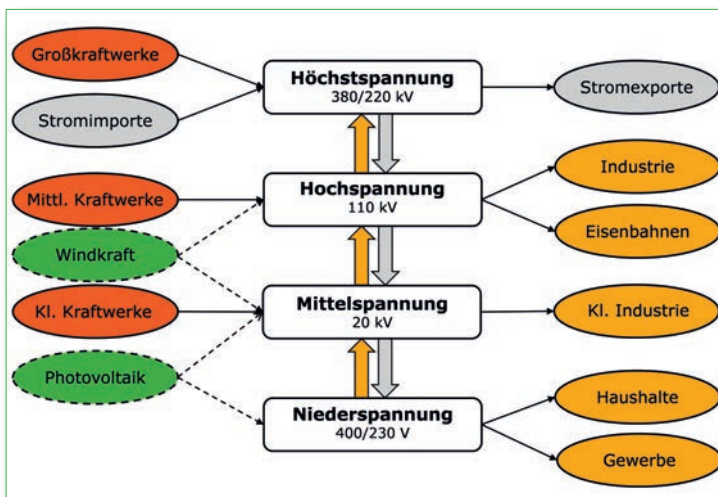 Großkraftwerke
Stromimporte
Mittl. Kraftwerke
Windkraft
Kl. Kraftwerke
Photovoltaik
Höchstspannung
380/220 kV
Hochspannung
110 kV
Mittelspannung
20 kV
Niederspannung
400/230 V
Stromexporte
Industrie
Eisenbahnen
Kl. Industrie
Haushalte
Gewerbe